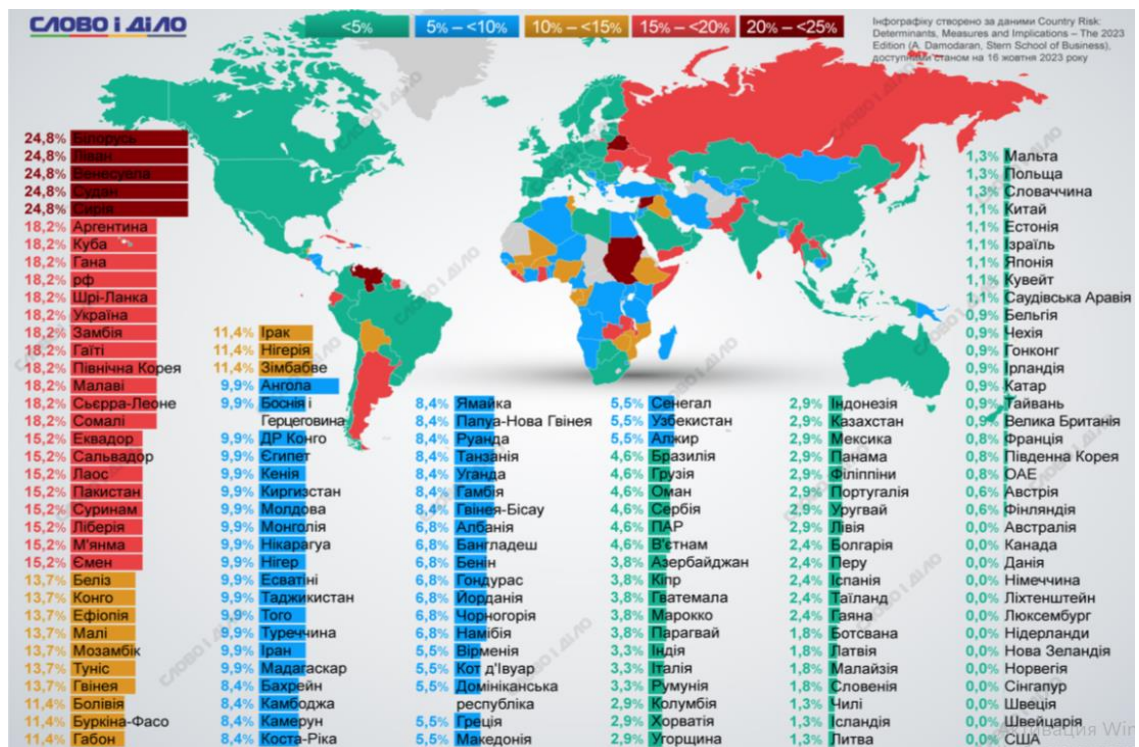 СЛОВО і ДІЛО
<5%
5% – <10%
10% – <15%
15% – <20%
20% – <25%
Інфографіку створено за даними Country Risk:
Determinants, Measures and Implications – The 2023
Edition (A. Damodaran, Stern School of Business),
доступними станом на 16 жовтня 2023 року
24,8% Білорусь
24,8% Ліван
24,8% Венесуела
24,8% Судан
24,8% Сирія
18,2% Аргентина
18,2% Куба
18,2% Гана
18,2% рф
18,2% Шрі-Ланка
18,2% Україна
18,2% Замбія
18,2% Гаїті
18,2% Північна Корея
18,2% Малаві
18,2% Сьєрра-Леоне
18,2% Сомалі
15,2% Еквадор
15,2% Сальвадор
15,2% Лаос
15,2% Пакистан
15,2% Суринам
15,2% Ліберія
15,2% М'янма
15,2% Ємен
13,7% Беліз
13,7% Конго
13,7% Ефіопія
13,7% Малі
13,7% Мозамбік
13,7% Туніс
13,7% Гвінея
11,4% Болівія
11,4% Буркіна-Фасо
11,4% Габон
11,4% Ірак
11,4% Нігерія
11,4% Зімбабве
9,9% Ангола
9,9% Боснія і
Герцеговина
9,9% ДР Конго
9,9% Єгипет
9,9% Кенія
9,9% Киргизстан
9,9% Молдова
9,9% Монголія
9,9% Нікарагуа
9,9% Нігер
9,9% Есватіні
9,9% Таджикистан
9,9% Того
9,9% Туреччина
9,9% Іран
9,9% Мадагаскар
8,4% Бахрейн
8,4% Камбоджа
8,4% Камерун
8,4% Коста-Ріка
8,4% Ямайка
8,4% Папуа-Нова Гвінея
8,4% Руанда
8,4% Танзанія
8,4% Уганда
8,4% Гамбія
8,4% Гвінея-Бісау
6,8% Албанія
6,8% Бангладеш
6,8% Бенін
6,8% Гондурас
6,8% Йорданія
6,8% Чорногорія
6,8% Намібія
5,5% Вірменія
5,5% Кот д'Івуар
5,5% Домініканська
республіка
5,5% Греція
5,5% Македонія
5,5% Сенегал
5,5% Узбекистан
5,5% Алжир
4,6% Бразилія
4,6% Грузія
4,6% Оман
4,6% Сербія
4,6% ПАР
4,6% В'єтнам
3,8% Азербайджан
3,8% Кіпр
3,8% Гватемала
3,8% Марокко
3,8% Парагвай
3,3% Індія
3,3% Італія
3,3% Румунія
2,9% Колумбія
2,9% Хорватія
2,9% Угорщина
2,9% Індонезія
2,9% Казахстан
2,9% Мексика
2,9% Панама
2,9% Філіппіни
2,9% Португалія
2,9% Уругвай
2,9% Лівія
2,4% Болгарія
2,4% Перу
2,4% Іспанія
2,4% Таїланд
2,4% Гаяна
1,8% Ботсвана
1,8% Латвія
1,8% Малайзія
1,8% Словенія
1,3% Чилі
1,3% Ісландія
1,3% Литва
1,3% Мальта
1,3% Польща
1,3% Словаччина
1,1% Китай
1,1% Естонія
1,1% Ізраїль
1,1% Японія
1,1% Кувейт
1,1% Саудівська Аравія
0,9% Бельгія
0,9% Чехія
0,9% Гонконг
0,9% Ірландія
0,9% Катар
0,9% Тайвань
0,9% Велика Британія
0,8% Франція
0,8% Південна Корея
0,8% ОАЕ
0,6% Австрія
0,6% Фінляндія
0,0% Австралія
0,0% Канада
0,0% Данія
0,0% Німеччина
0,0% Ліхтенштейн
0,0% Люксембург
0,0% Нідерланди
0,0% Нова Зеландія
0,0% Норвегія
0,0% Сінгапур
0,0% Швеція
0,0% Швейцарія
0,0% США
Активация Win